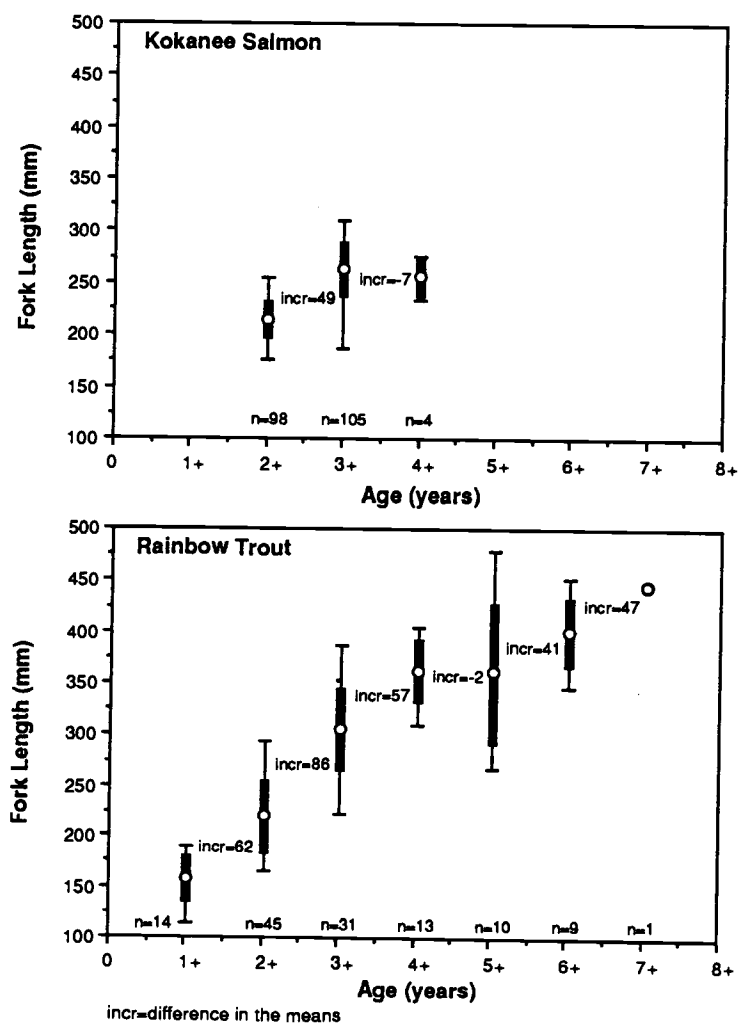 Kokanee Salmon
Fork Length (mm)
500
450
400
350
300
250
200
150
100
incr=49
incr=-7
n=98 n=105 n=4
0 1+ 2+ 3+ 4+ 5+ 6+ 7+ 8+
Age (years)
Rainbow Trout
Fork Length (mm)
500
450
400
350
300
250
200
150
100
incr=62
incr=86
incr=57
incr=-2
incr=41
incr=47
n=14 n=45 n=31 n=13 n=10 n=9 n=1
0 1+ 2+ 3+ 4+ 5+ 6+ 7+ 8+
Age (years)
incr=difference in the means